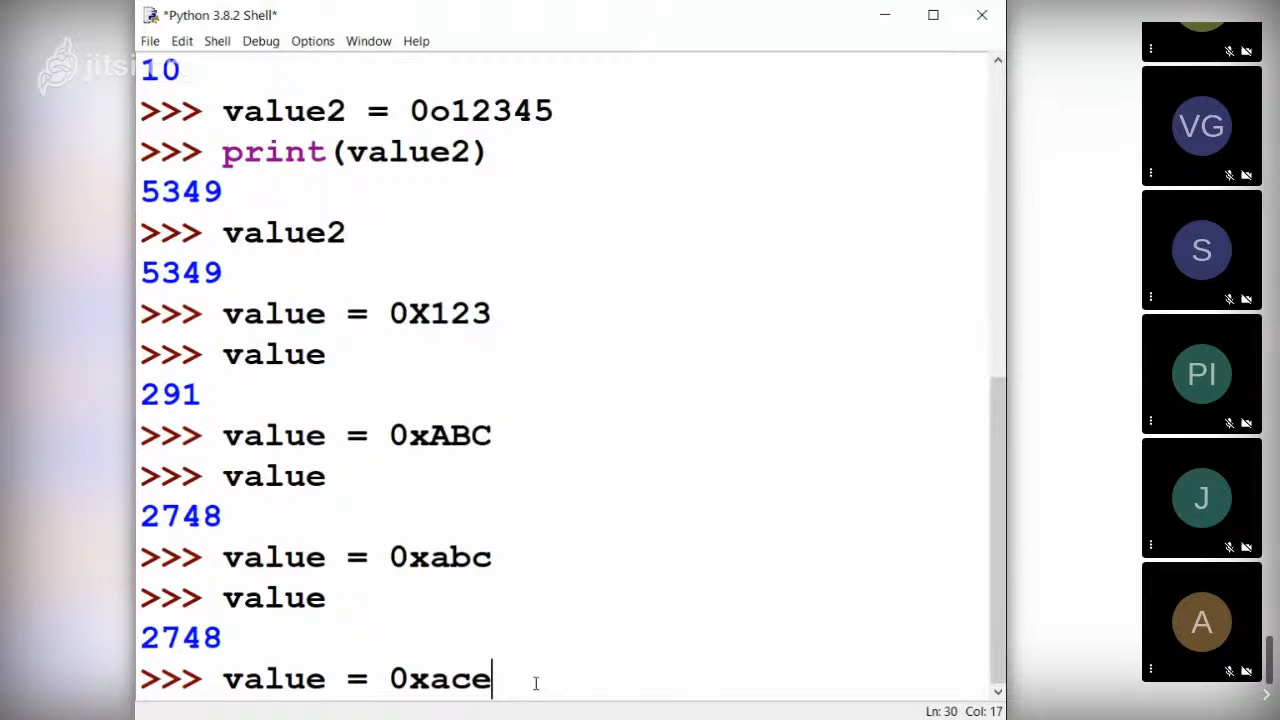 *Python 3.8.2 Shell*
File Edit Shell Debug Options Window Help
jitsi
10
>>> value2 = 0o12345
>>> print(value2)
5349
>>> value2
5349
>>> value = 0X123
>>> value
291
>>> value = 0xABC
>>> value
2748
>>> value = 0xabc
>>> value
2748
>>> value = 0xace
Ln: 30 Col: 17
VG
S
PI
J
A